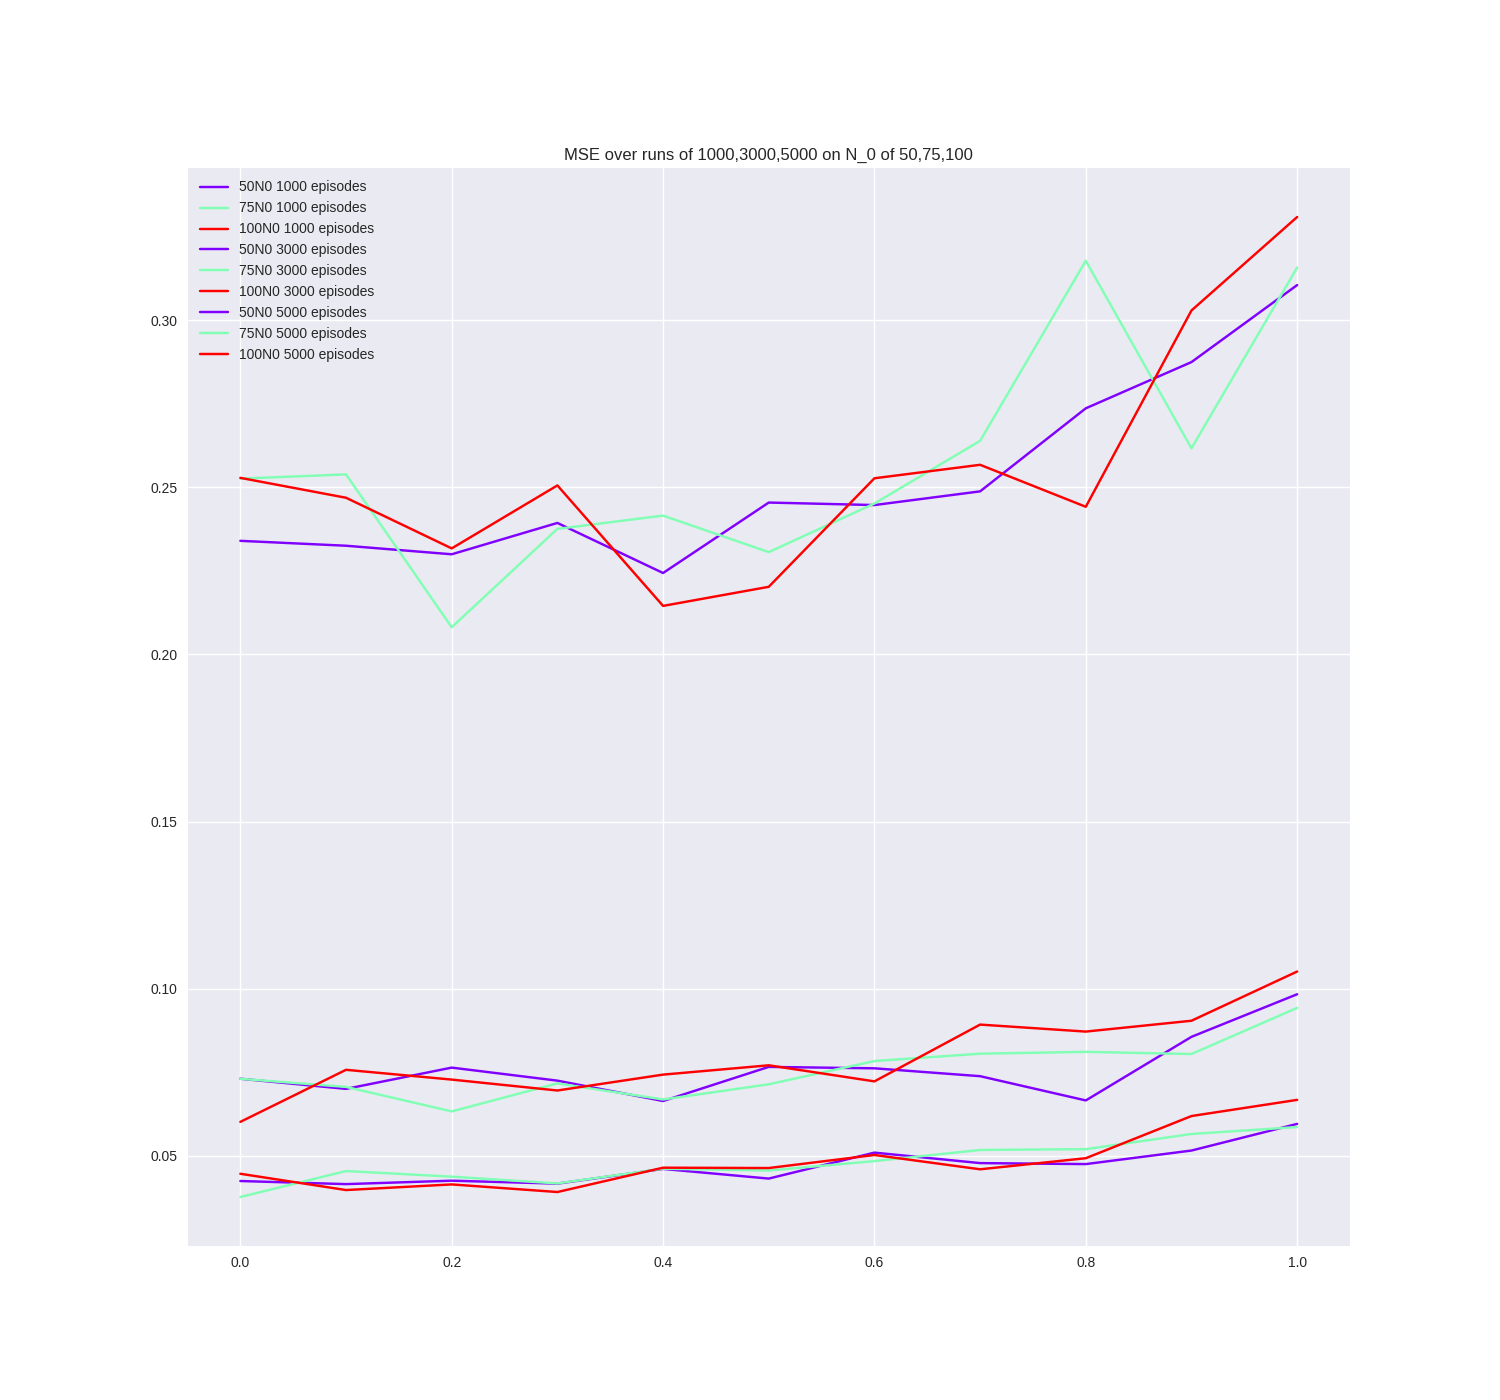 MSE over runs of 1000,3000,5000 on N_0 of 50,75,100
50N0 1000 episodes
75N0 1000 episodes
100N0 1000 episodes
50N0 3000 episodes
75N0 3000 episodes
100N0 3000 episodes
50N0 5000 episodes
75N0 5000 episodes
100N0 5000 episodes
0.30
0.25
0.20
0.15
0.10
0.05
0.0 0.2 0.4 0.6 0.8 1.0